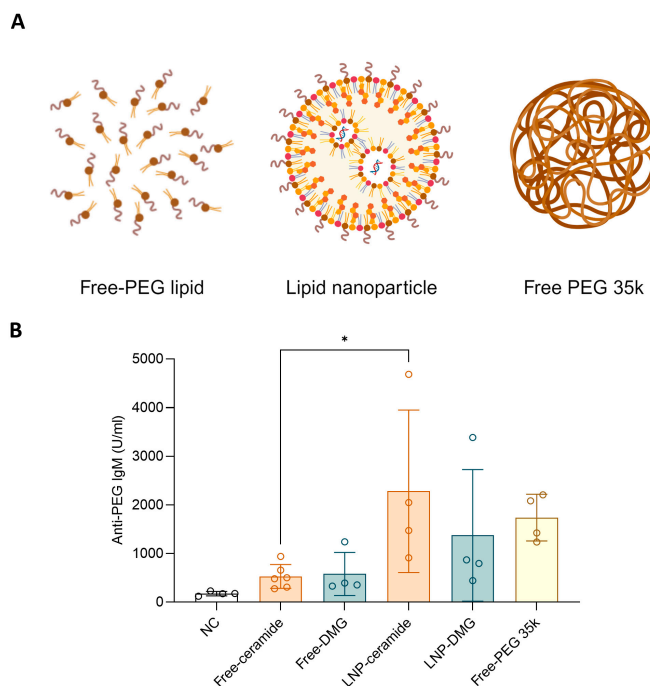 A
Free-PEG lipid
Lipid nanoparticle
Free PEG 35k
B
*
5000
4000
3000
2000
1000
0
Anti-PEG IgM (U/ml)
NC
Free-ceramide
Free-DMG
LNP-ceramide
LNP-DMG
Free-PEG 35k